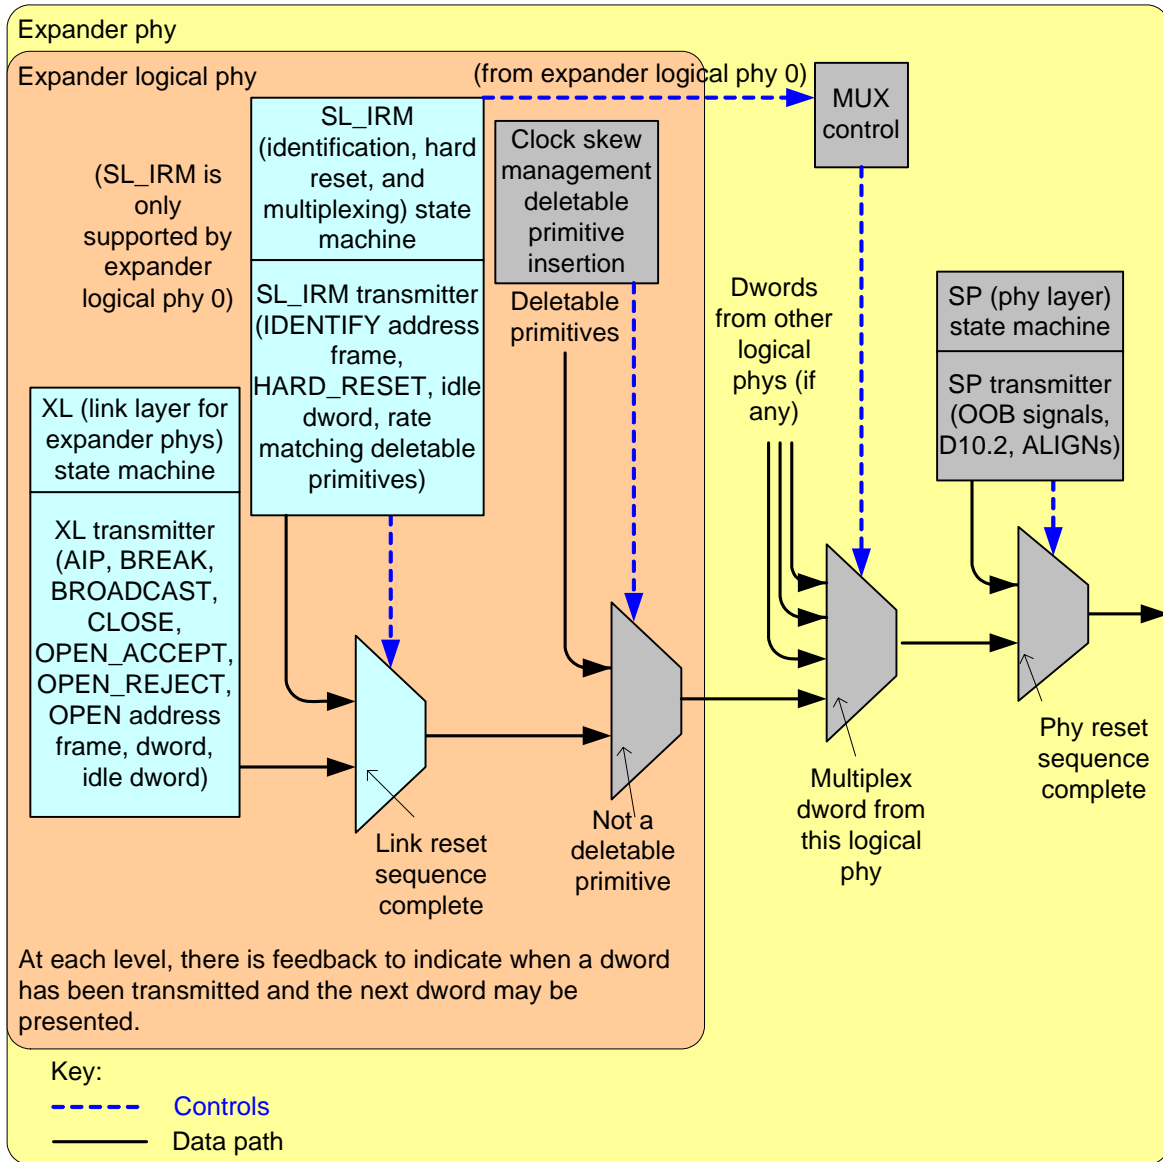 Expander phy
Expander logical phy
(from expander logical phy 0)
MUX
control
SL_IRM
(identification, hard
reset, and
multiplexing) state
machine
Clock skew
management
deletable
primitive
insertion
(SL_IRM is
only
supported by
expander
logical phy 0)
SL_IRM transmitter
(IDENTIFY address
frame,
HARD_RESET, idle
dword, rate
matching deletable
primitives)
Deletable
primitives
Dwords
from other
logical
phys (if
any)
SP (phy layer)
state machine
SP transmitter
(OOB signals,
D10.2, ALIGNs)
XL (link layer for
expander phys)
state machine
XL transmitter
(AIP, BREAK,
BROADCAST,
CLOSE,
OPEN_ACCEPT,
OPEN_REJECT,
OPEN address
frame, dword,
idle dword)
Link reset
sequence
complete
Not a
deletable
primitive
Multiplex
dword from
this logical
phy
Phy reset
sequence
complete
At each level, there is feedback to indicate when a dword
has been transmitted and the next dword may be
presented.
Key:
Controls
Data path